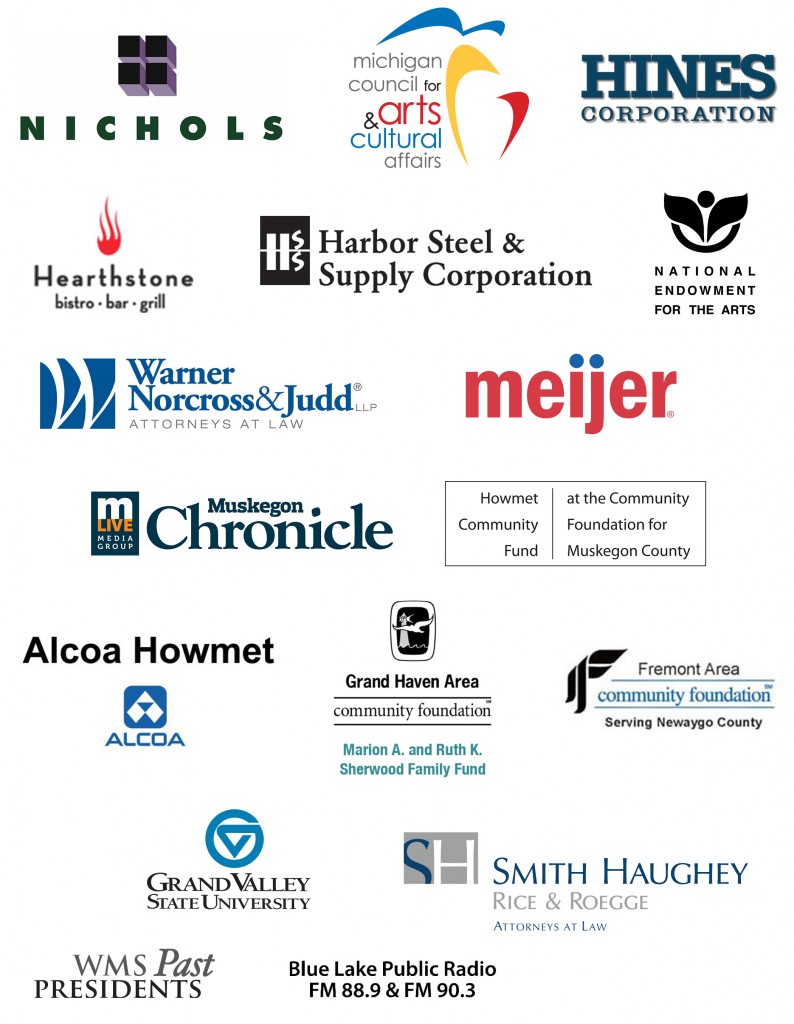 NICHOLS
michigan
council for
&arts
cultural
affairs
HINES
CORPORATION
Hearthstone
bistro · bar · grill
HSS
Harbor Steel &
Supply Corporation
NATIONAL
ENDOWMENT
FOR THE ARTS
W
Warner
Norcross&Judd® LLP
ATTORNEYS AT LAW
meijer®
m
LIVE
MEDIA
GROUP
Muskegon
Chronicle
Howmet
Community
Fund
at the Community
Foundation for
Muskegon County
Alcoa Howmet
ALCOA
Grand Haven Area
community foundation℠
Marion A. and Ruth K.
Sherwood Family Fund
Fremont Area
community foundation℠
Serving Newaygo County
GRAND VALLEY
STATE UNIVERSITY
SH
SMITH HAUGHEY
RICE & ROEGGE
ATTORNEYS AT LAW
WMS Past
PRESIDENTS
Blue Lake Public Radio
FM 88.9 & FM 90.3